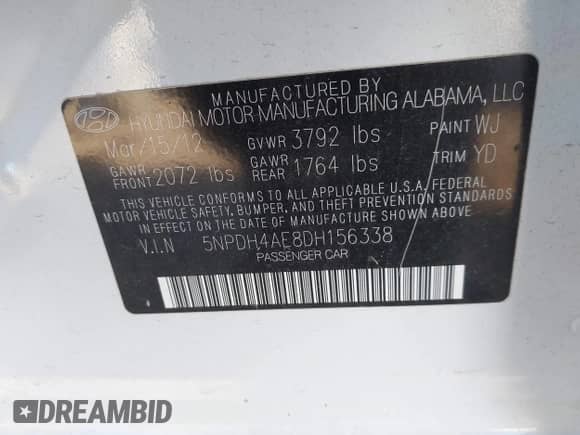 MANUFACTURED BY
HYUNDAI MOTOR MANUFACTURING ALABAMA, LLC
Mar/15/12 GVWR 3792 lbs PAINT WJ
GAWR FRONT 2072 lbs GAWR REAR 1764 lbs TRIM YD
THIS VEHICLE CONFORMS TO ALL APPLICABLE U.S.A. FEDERAL
MOTOR VEHICLE SAFETY, BUMPER, AND THEFT PREVENTION STANDARDS
IN EFFECT ON THE DATE OF MANUFACTURE SHOWN ABOVE
V.I.N 5NPDH4AE8DH156338
PASSENGER CAR
DREAMBID